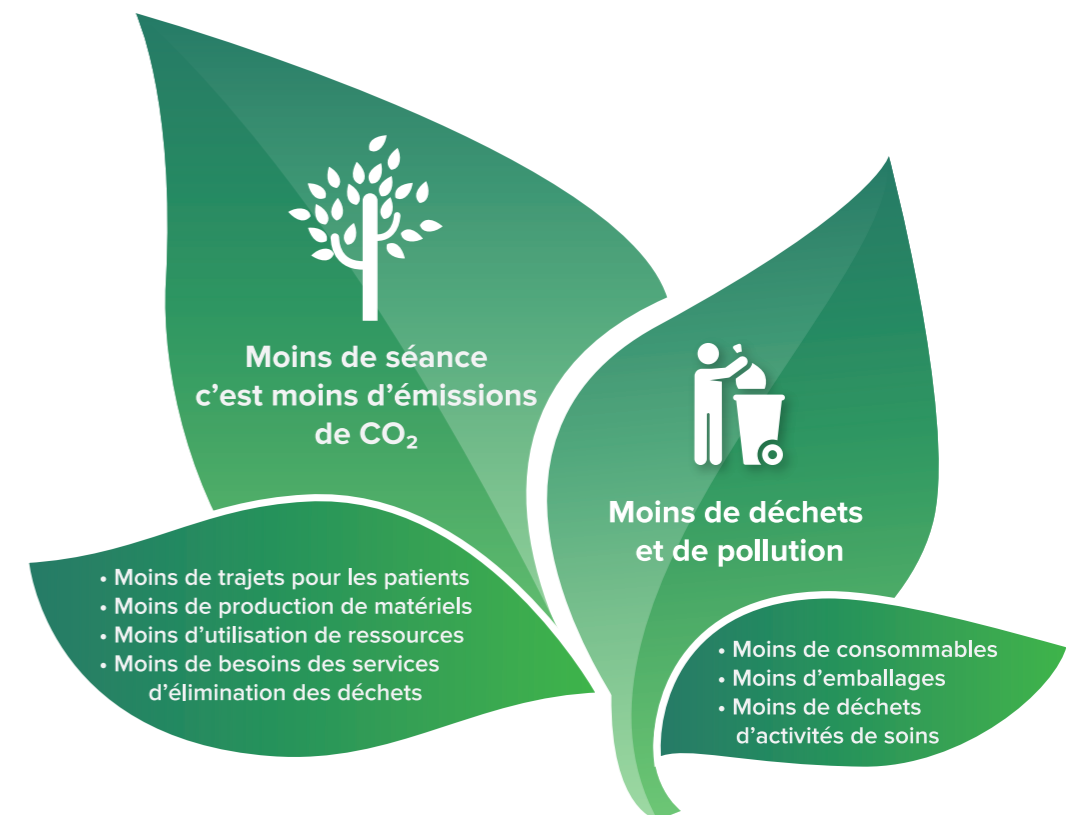 Moins de séance
c’est moins d’émissions
de CO₂
• Moins de trajets pour les patients
• Moins de production de matériels
• Moins d’utilisation de ressources
• Moins de besoins des services
d’élimination des déchets
Moins de déchets
et de pollution
• Moins de consommables
• Moins d’emballages
• Moins de déchets
d’activités de soins